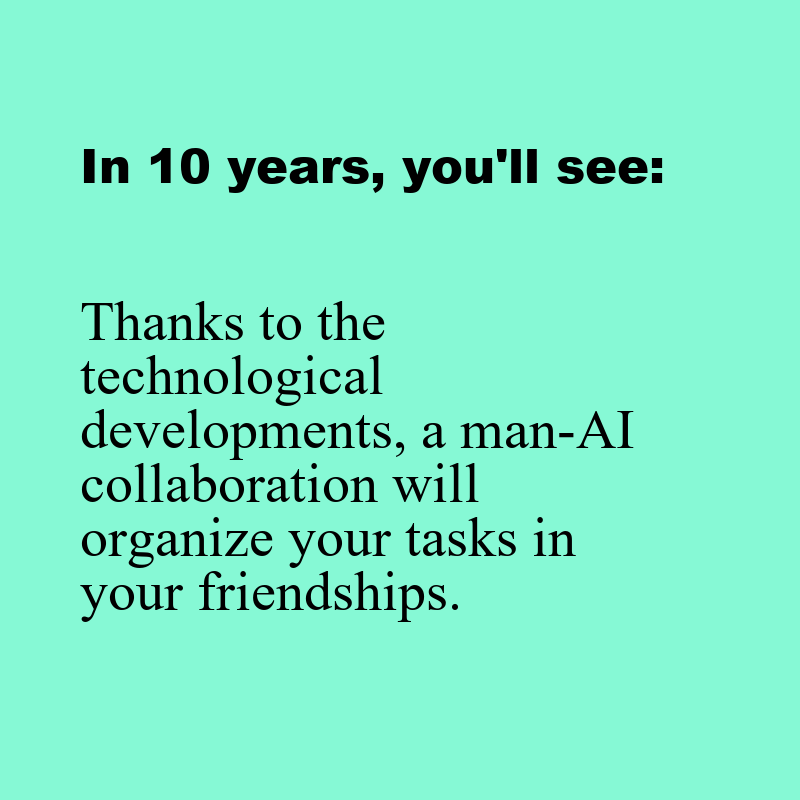 In 10 years, you'll see:
Thanks to the
technological
developments, a man-AI
collaboration will
organize your tasks in
your friendships.